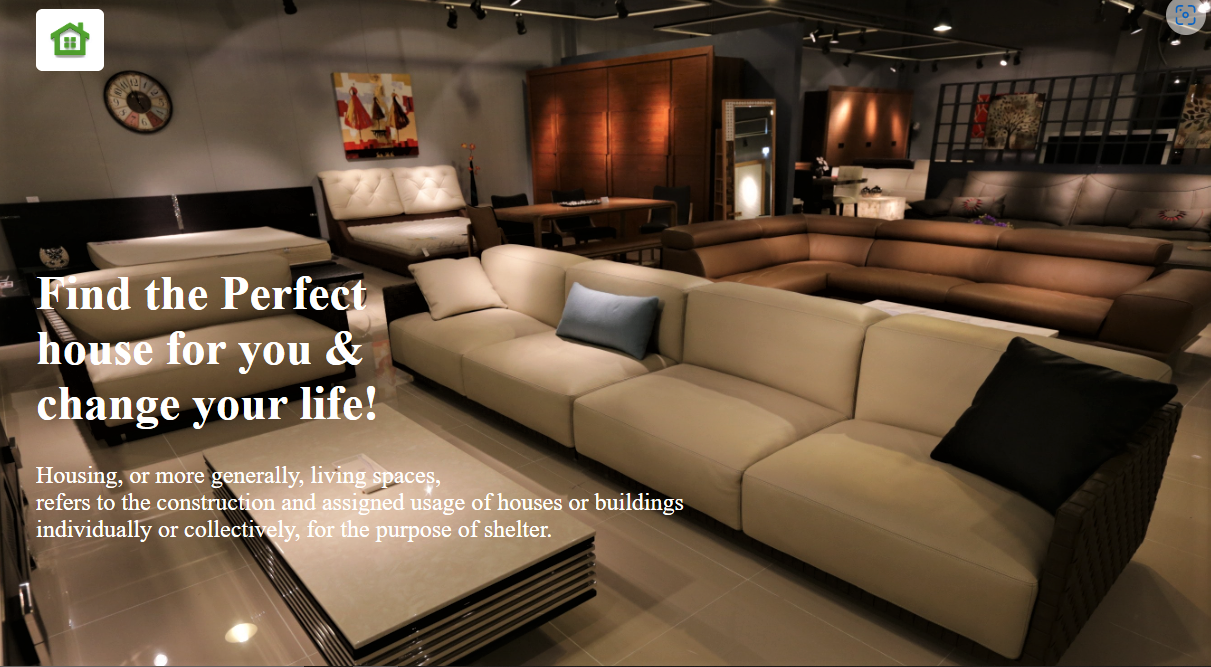 Find the Perfect
house for you &
change your life!
Housing, or more generally, living spaces,
refers to the construction and assigned usage of houses or buildings
individually or collectively, for the purpose of shelter.